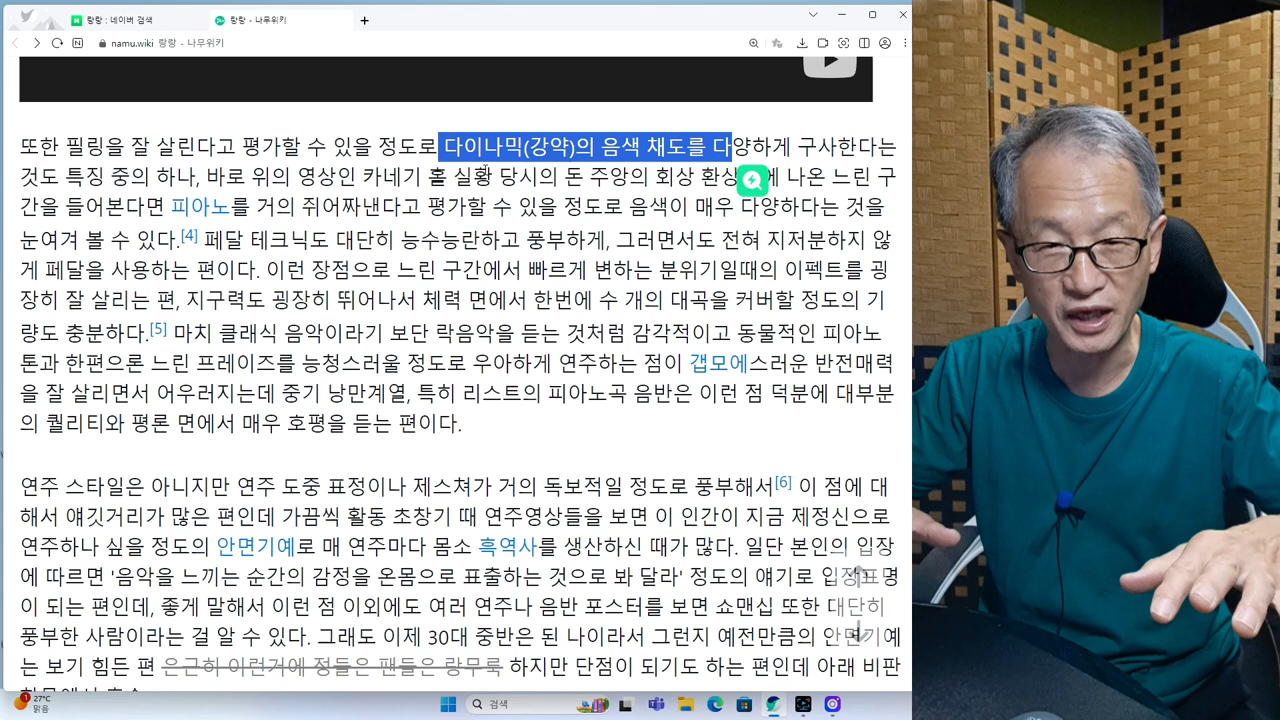 랑랑 : 네이버 검색
랑랑 - 나무위키
namu.wiki 랑랑 - 나무위키
또한 필링을 잘 살린다고 평가할 수 있을 정도로 다이나믹(강약)의 음색 채도를 다양하게 구사한다는
것도 특징 중의 하나, 바로 위의 영상인 카네기 홀 실황 당시의 돈 주앙의 회상 환상 에 나온 느린 구
간을 들어본다면 피아노를 거의 쥐어짜낸다고 평가할 수 있을 정도로 음색이 매우 다양하다는 것을
눈여겨 볼 수 있다.[4] 페달 테크닉도 대단히 능수능란하고 풍부하게, 그러면서도 전혀 지저분하지 않
게 페달을 사용하는 편이다. 이런 장점으로 느린 구간에서 빠르게 변하는 분위기일때의 이펙트를 굉
장히 잘 살리는 편, 지구력도 굉장히 뛰어나서 체력 면에서 한번에 수 개의 대곡을 커버할 정도의 기
량도 충분하다.[5] 마치 클래식 음악이라기 보단 락음악을 듣는 것처럼 감각적이고 동물적인 피아노
톤과 한편으론 느린 프레이즈를 능청스러울 정도로 우아하게 연주하는 점이 갭모에스러운 반전매력
을 잘 살리면서 어우러지는데 중기 낭만계열, 특히 리스트의 피아노곡 음반은 이런 점 덕분에 대부분
의 퀄리티와 평론 면에서 매우 호평을 듣는 편이다.
연주 스타일은 아니지만 연주 도중 표정이나 제스쳐가 거의 독보적일 정도로 풍부해서[6] 이 점에 대
해서 얘깃거리가 많은 편인데 가끔씩 활동 초창기 때 연주영상들을 보면 이 인간이 지금 제정신으로
연주하나 싶을 정도의 안면기예로 매 연주마다 몸소 흑역사를 생산하신 때가 많다. 일단 본인의 입장
에 따르면 '음악을 느끼는 순간의 감정을 온몸으로 표출하는 것으로 봐 달라' 정도의 얘기로 입장표명
이 되는 편인데, 좋게 말해서 이런 점 이외에도 여러 연주나 음반 포스터를 보면 쇼맨십 또한 대단히
풍부한 사람이라는 걸 알 수 있다. 그래도 이제 30대 중반은 된 나이라서 그런지 예전만큼의 안면기예
는 보기 힘든 편 은근히 이런거에 정들은 팬들은 랑무룩 하지만 단점이 되기도 하는 편인데 아래 비판
1
27°C
맑음
검색